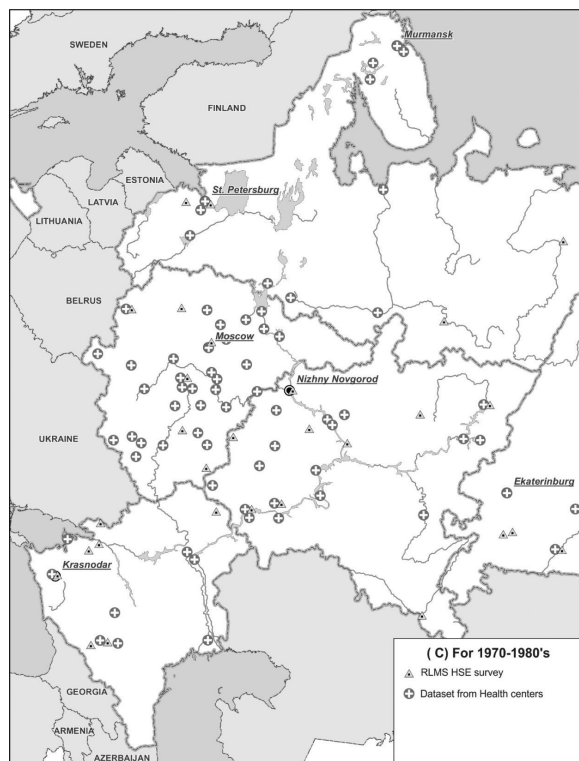 SWEDEN
Murmansk
FINLAND
ESTONIA
St. Petersburg
LATVIA
LITHUANIA
BELRUS
Moscow
Nizhny Novgorod
UKRAINE
Ekaterinburg
Krasnodar
GEORGIA
ARMENIA
AZERBAIJAN
( C) For 1970-1980's
RLMS HSE survey
Dataset from Health centers